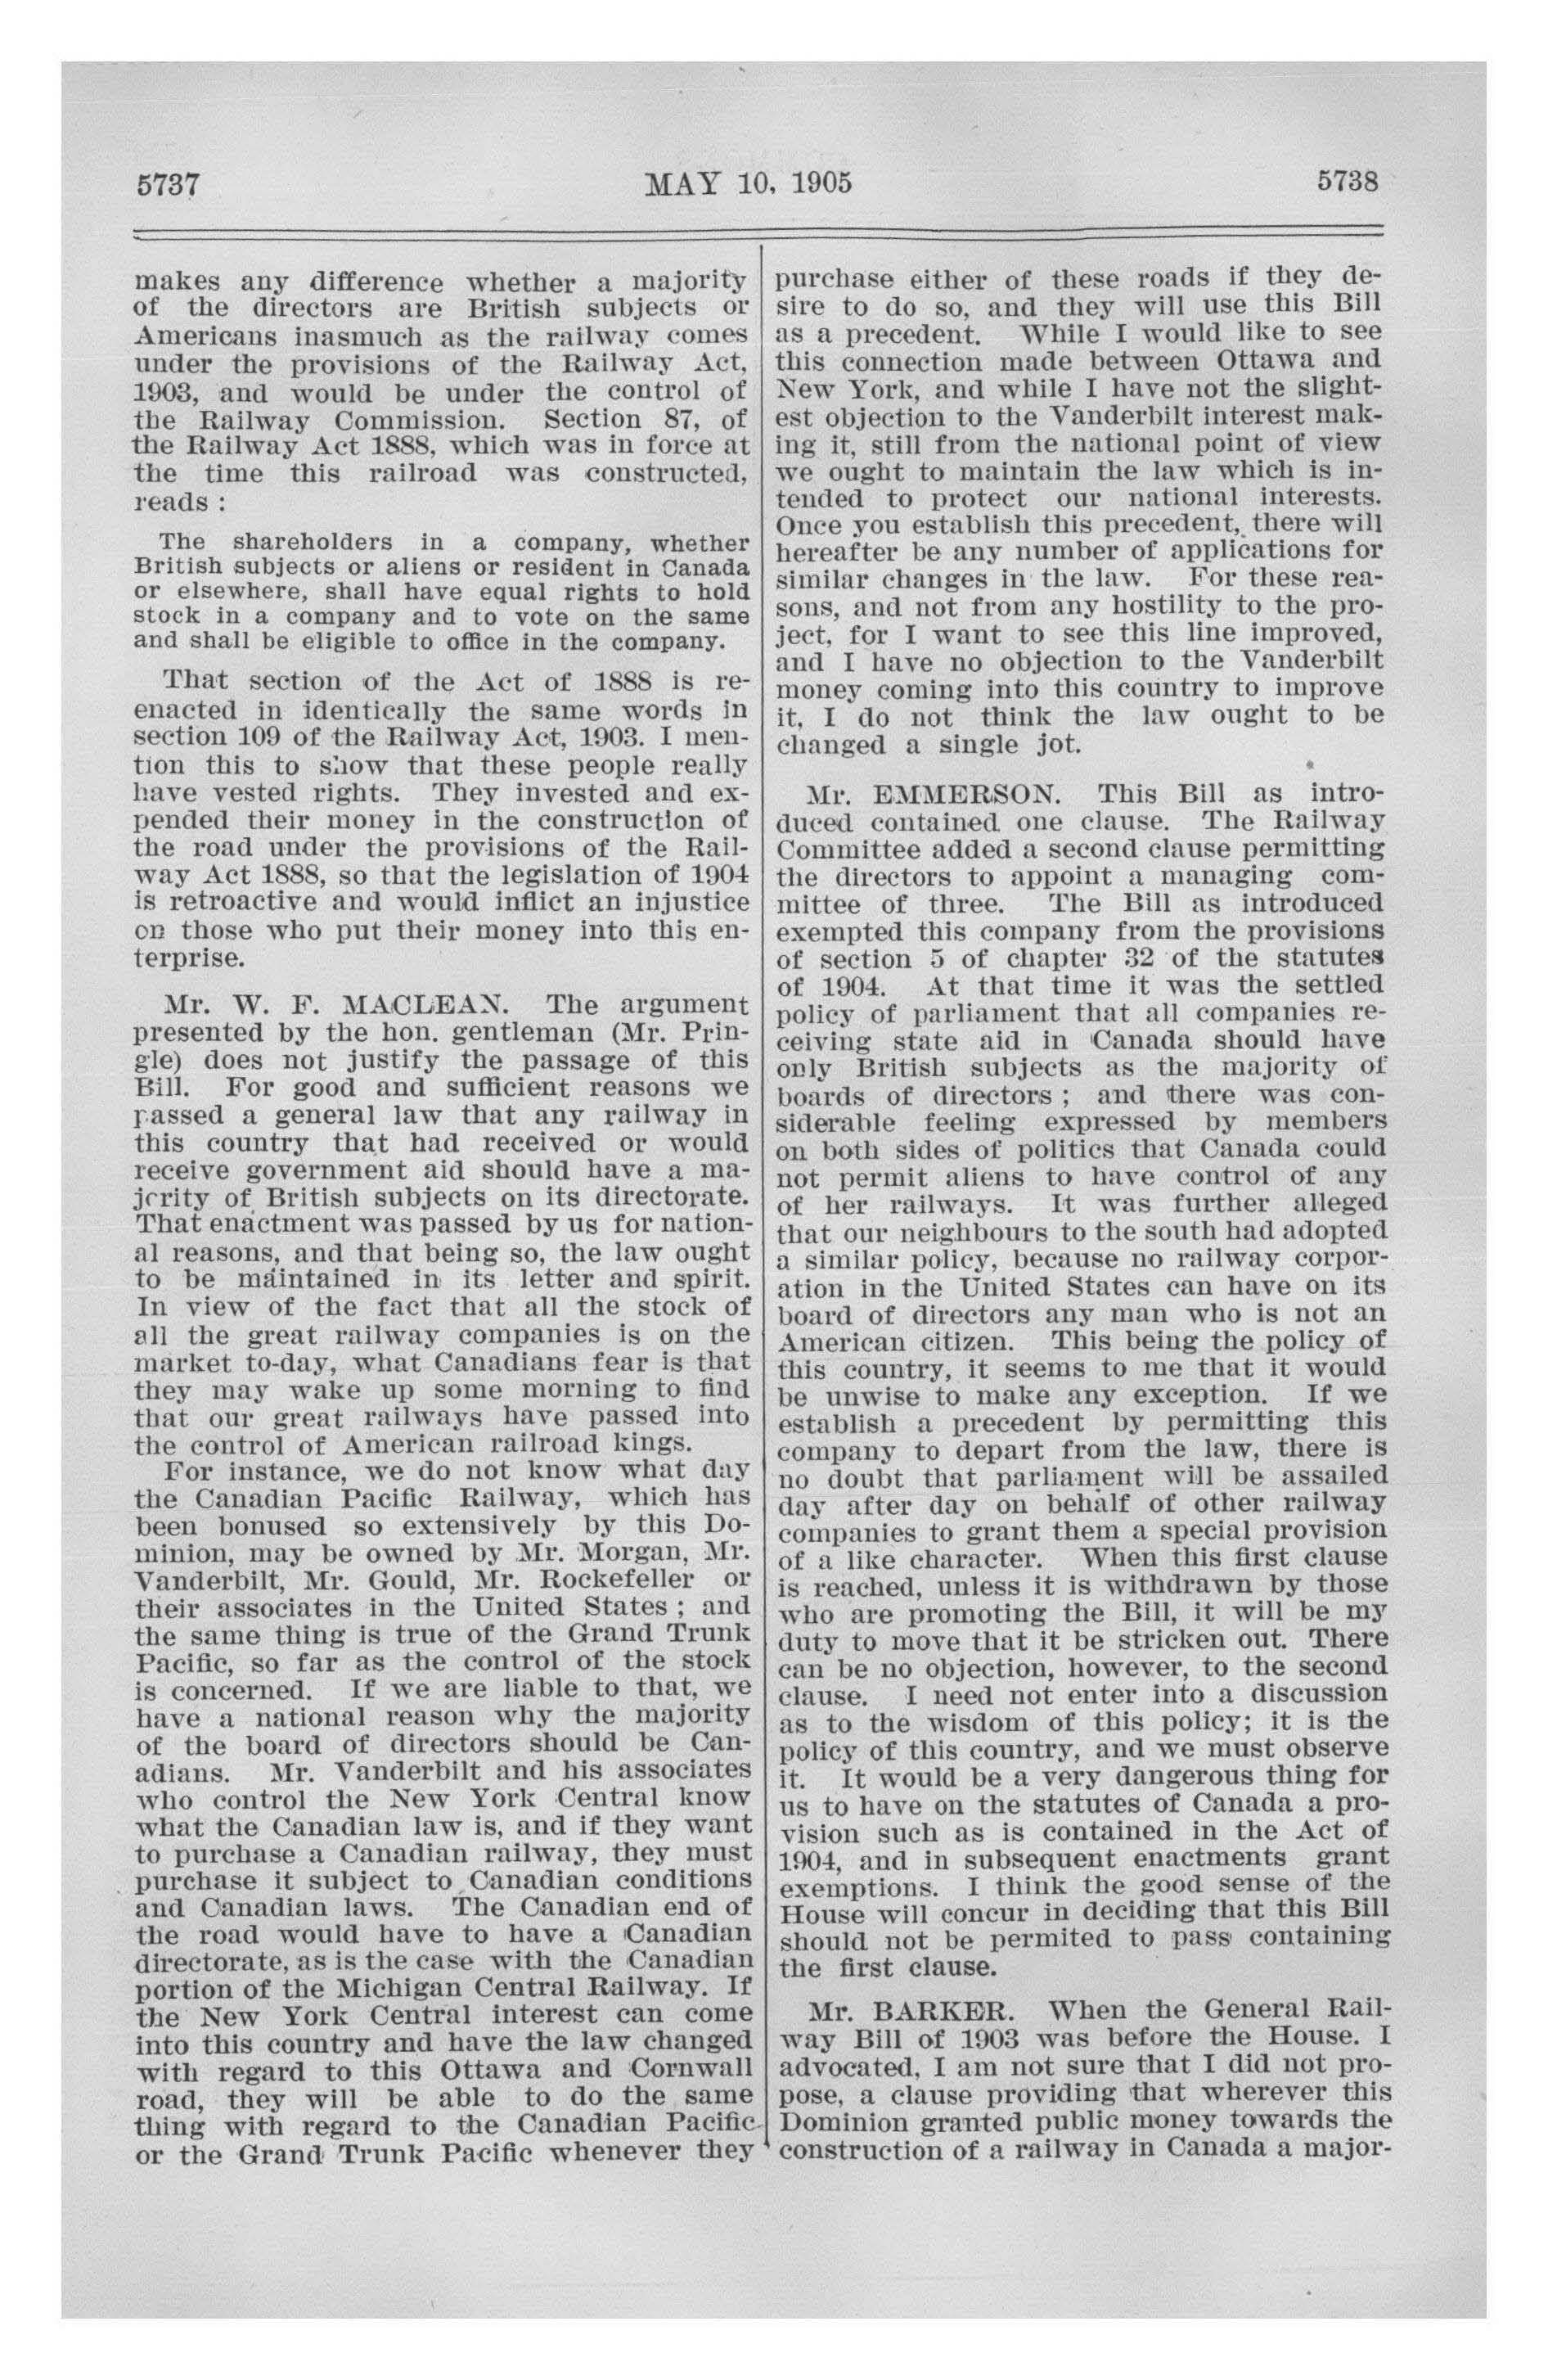 5737
MAY 10, 1905
5738
makes any difference whether a majority
of the directors are British subjects or
Americans inasmuch as the railway comes
under the provisions of the Railway Act,
1903, and would be under the control of
the Railway Commission. Section 87, of
the Railway Act 1888, which was in force at
the time this railroad was constructed,
reads :
The shareholders in a company, whether
British subjects or aliens or resident in Canada
or elsewhere, shall have equal rights to hold
stock in a company and to vote on the same
and shall be eligible to office in the company.
That section of the Act of 1888 is re-
enacted in identically the same words in
section 109 of the Railway Act, 1903. I men-
tion this to show that these people really
have vested rights. They invested and ex-
pended their money in the construction of
the road under the provisions of the Rail-
way Act 1888, so that the legislation of 1904
is retroactive and would inflict an injustice
on those who put their money into this en-
terprise.
Mr. W. F. MACLEAN. The argument
presented by the hon. gentleman (Mr. Prin-
gle) does not justify the passage of this
Bill. For good and sufficient reasons we
passed a general law that any railway in
this country that had received or would
receive government aid should have a ma-
jority of British subjects on its directorate.
That enactment was passed by us for nation-
al reasons, and that being so, the law ought
to be maintained in its letter and spirit.
In view of the fact that all the stock of
all the great railway companies is on the
market to-day, what Canadians fear is that
they may wake up some morning to find
that our great railways have passed into
the control of American railroad kings.
For instance, we do not know what day
the Canadian Pacific Railway, which has
been bonused so extensively by this Do-
minion, may be owned by Mr. Morgan, Mr.
Vanderbilt, Mr. Gould, Mr. Rockefeller or
their associates in the United States ; and
the same thing is true of the Grand Trunk
Pacific, so far as the control of the stock
is concerned. If we are liable to that, we
have a national reason why the majority
of the board of directors should be Can-
adians. Mr. Vanderbilt and his associates
who control the New York Central know
what the Canadian law is, and if they want
to purchase a Canadian railway, they must
purchase it subject to Canadian conditions
and Canadian laws. The Canadian end of
the road would have to have a Canadian
directorate, as is the case with the Canadian
portion of the Michigan Central Railway. If
the New York Central interest can come
into this country and have the law changed
with regard to this Ottawa and Cornwall
road, they will be able to do the same
thing with regard to the Canadian Pacific
or the Grand Trunk Pacific whenever they
purchase either of these roads if they de-
sire to do so, and they will use this Bill
as a precedent. While I would like to see
this connection made between Ottawa and
New York, and while I have not the slight-
est objection to the Vanderbilt interest mak-
ing it, still from the national point of view
we ought to maintain the law which is in-
tended to protect our national interests.
Once you establish this precedent, there will
hereafter be any number of applications for
similar changes in the law. For these rea-
sons, and not from any hostility to the pro-
ject, for I want to see this line improved,
and I have no objection to the Vanderbilt
money coming into this country to improve
it, I do not think the law ought to be
changed a single jot.
Mr. EMMERSON. This Bill as intro-
duced contained one clause. The Railway
Committee added a second clause permitting
the directors to appoint a managing com-
mittee of three. The Bill as introduced
exempted this company from the provisions
of section 5 of chapter 32 of the statutes
of 1904. At that time it was the settled
policy of parliament that all companies re-
ceiving state aid in Canada should have
only British subjects as the majority of
boards of directors ; and there was con-
siderable feeling expressed by members
on both sides of politics that Canada could
not permit aliens to have control of any
of her railways. It was further alleged
that our neighbours to the south had adopted
a similar policy, because no railway corpor-
ation in the United States can have on its
board of directors any man who is not an
American citizen. This being the policy of
this country, it seems to me that it would
be unwise to make any exception. If we
establish a precedent by permitting this
company to depart from the law, there is
no doubt that parliament will be assailed
day after day on behalf of other railway
companies to grant them a special provision
of a like character. When this first clause
is reached, unless it is withdrawn by those
who are promoting the Bill, it will be my
duty to move that it be stricken out. There
can be no objection, however, to the second
clause. I need not enter into a discussion
as to the wisdom of this policy; it is the
policy of this country, and we must observe
it. It would be a very dangerous thing for
us to have on the statutes of Canada a pro-
vision such as is contained in the Act of
1904, and in subsequent enactments grant
exemptions. I think the good sense of the
House will concur in deciding that this Bill
should not be permited to pass containing
the first clause.
Mr. BARKER. When the General Rail-
way Bill of 1903 was before the House. I
advocated, I am not sure that I did not pro-
pose, a clause providing that wherever this
Dominion granted public money towards the
construction of a railway in Canada a major-